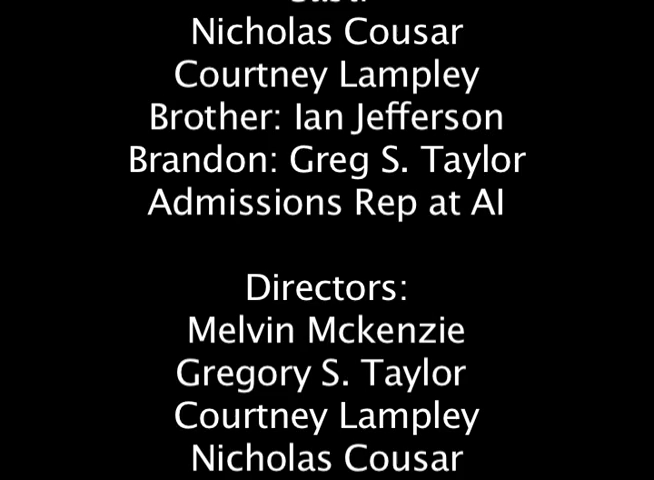 Nicholas Cousar
Courtney Lampley
Brother: Ian Jefferson
Brandon: Greg S. Taylor
Admissions Rep at AI
Directors:
Melvin Mckenzie
Gregory S. Taylor
Courtney Lampley
Nicholas Cousar